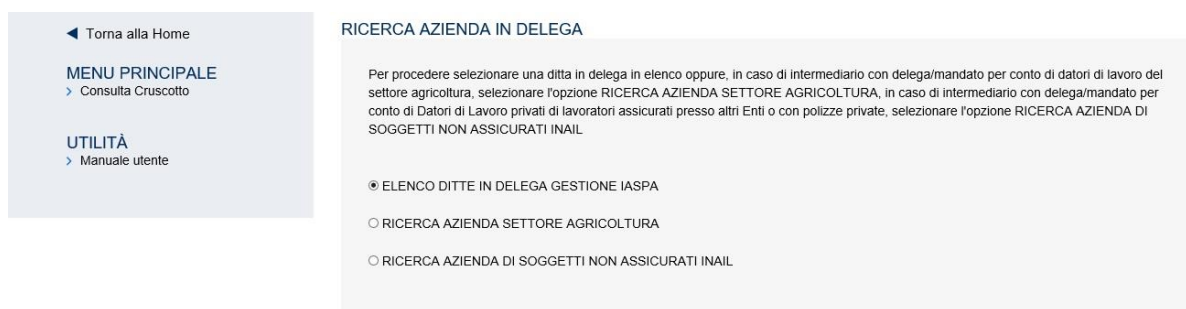 Torna alla Home
MENU PRINCIPALE
Consulta Cruscotto
UTILITÀ
Manuale utente
RICERCA AZIENDA IN DELEGA
Per procedere selezionare una ditta in delega in elenco oppure, in caso di intermediario con delega/mandato per conto di datori di lavoro del
settore agricoltura, selezionare l'opzione RICERCA AZIENDA SETTORE AGRICOLTURA, in caso di intermediario con delega/mandato per
conto di Datori di Lavoro privati di lavoratori assicurati presso altri Enti o con polizze private, selezionare l'opzione RICERCA AZIENDA DI
SOGGETTI NON ASSICURATI INAIL
ELENCO DITTE IN DELEGA GESTIONE IASPA
RICERCA AZIENDA SETTORE AGRICOLTURA
RICERCA AZIENDA DI SOGGETTI NON ASSICURATI INAIL